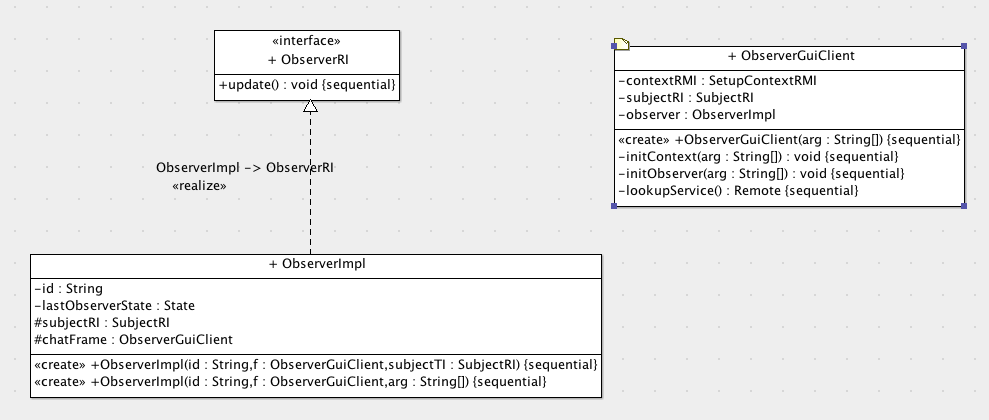 «interface»
+ ObserverRI
+update() : void {sequential}
ObserverImpl -> ObserverRI
«realize»
+ ObserverImpl
-id : String
-lastObserverState : State
#subjectRI : SubjectRI
#chatFrame : ObserverGuiClient
«create» +ObserverImpl(id : String,f : ObserverGuiClient,subjectTI : SubjectRI) {sequential}
«create» +ObserverImpl(id : String,f : ObserverGuiClient,arg : String[]) {sequential}
+ ObserverGuiClient
-contextRMI : SetupContextRMI
-subjectRI : SubjectRI
-observer : ObserverImpl
«create» +ObserverGuiClient(arg : String[]) {sequential}
-initContext(arg : String[]) : void {sequential}
-initObserver(arg : String[]) : void {sequential}
-lookupService() : Remote {sequential}